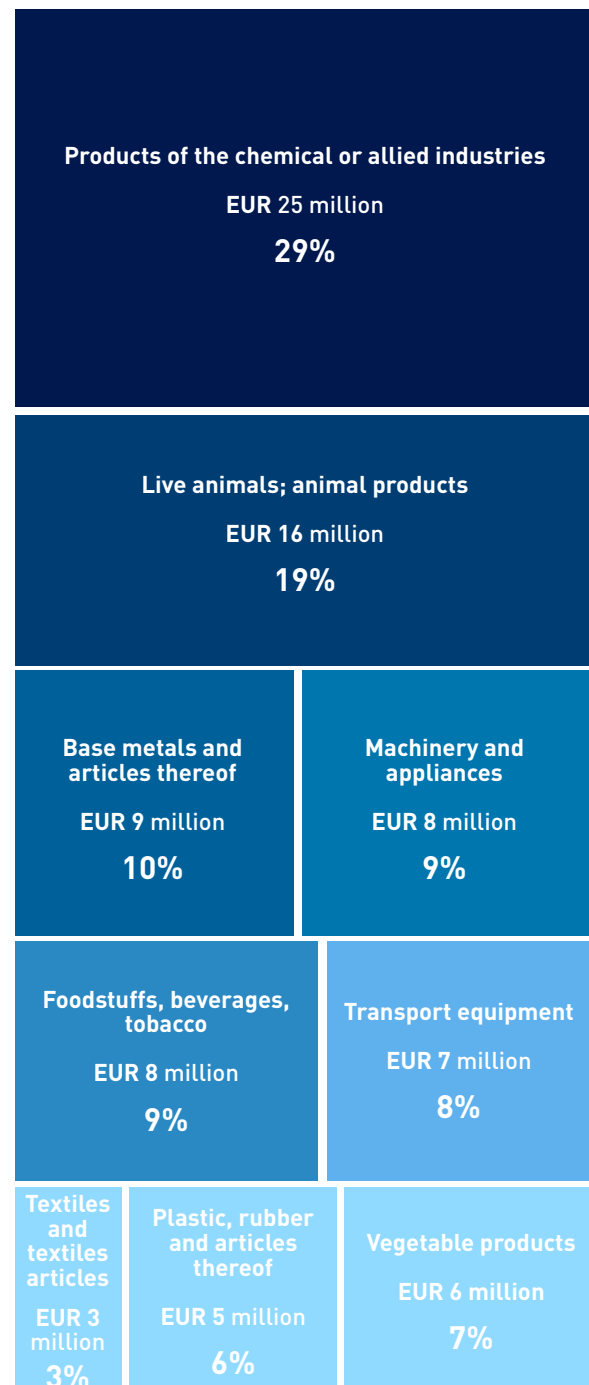 Products of the chemical or allied industries
EUR 25 million
29%
Live animals; animal products
EUR 16 million
19%
Base metals and
articles thereof
EUR 9 million
10%
Machinery and
appliances
EUR 8 million
9%
Foodstuffs, beverages,
tobacco
EUR 8 million
9%
Transport equipment
EUR 7 million
8%
Textiles
and
textiles
articles
EUR 3
million
3%
Plastic, rubber
and articles
thereof
EUR 5 million
6%
Vegetable products
EUR 6 million
7%